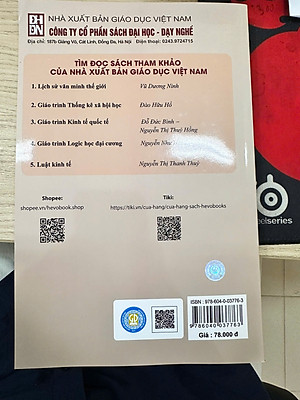 NHÀ XUẤT BẢN GIÁO DỤC VIỆT NAM
CÔNG TY CỔ PHẦN SÁCH ĐẠI HỌC - DẠY NGHỀ
Địa chỉ: 187b Giảng Võ, Cát Linh, Đống Đa, Hà Nội Điện thoại: 0243.9724715
TÌM ĐỌC SÁCH THAM KHẢO
CỦA NHÀ XUẤT BẢN GIÁO DỤC VIỆT NAM
1. Lịch sử văn minh thế giới Vũ Dương Ninh
2. Giáo trình Thống kê xã hội học Đào Hữu Hồ
3. Giáo trình Kinh tế quốc tế Đỗ Đức Bình –
Nguyễn Thị Thuý Hồng
4. Giáo trình Logic học đại cương Nguyễn Như
5. Luật kinh tế Nguyễn Thị Thanh Thuỷ
Shopee: Tiki:
shopee.vn/hevobook.shop https://tiki.vn/cua-hang/cua-hang-sach-hevobooks
steelseries
ISBN : 978-604-0-03776-3
9 786040 037763
Giá: 78.000 đ